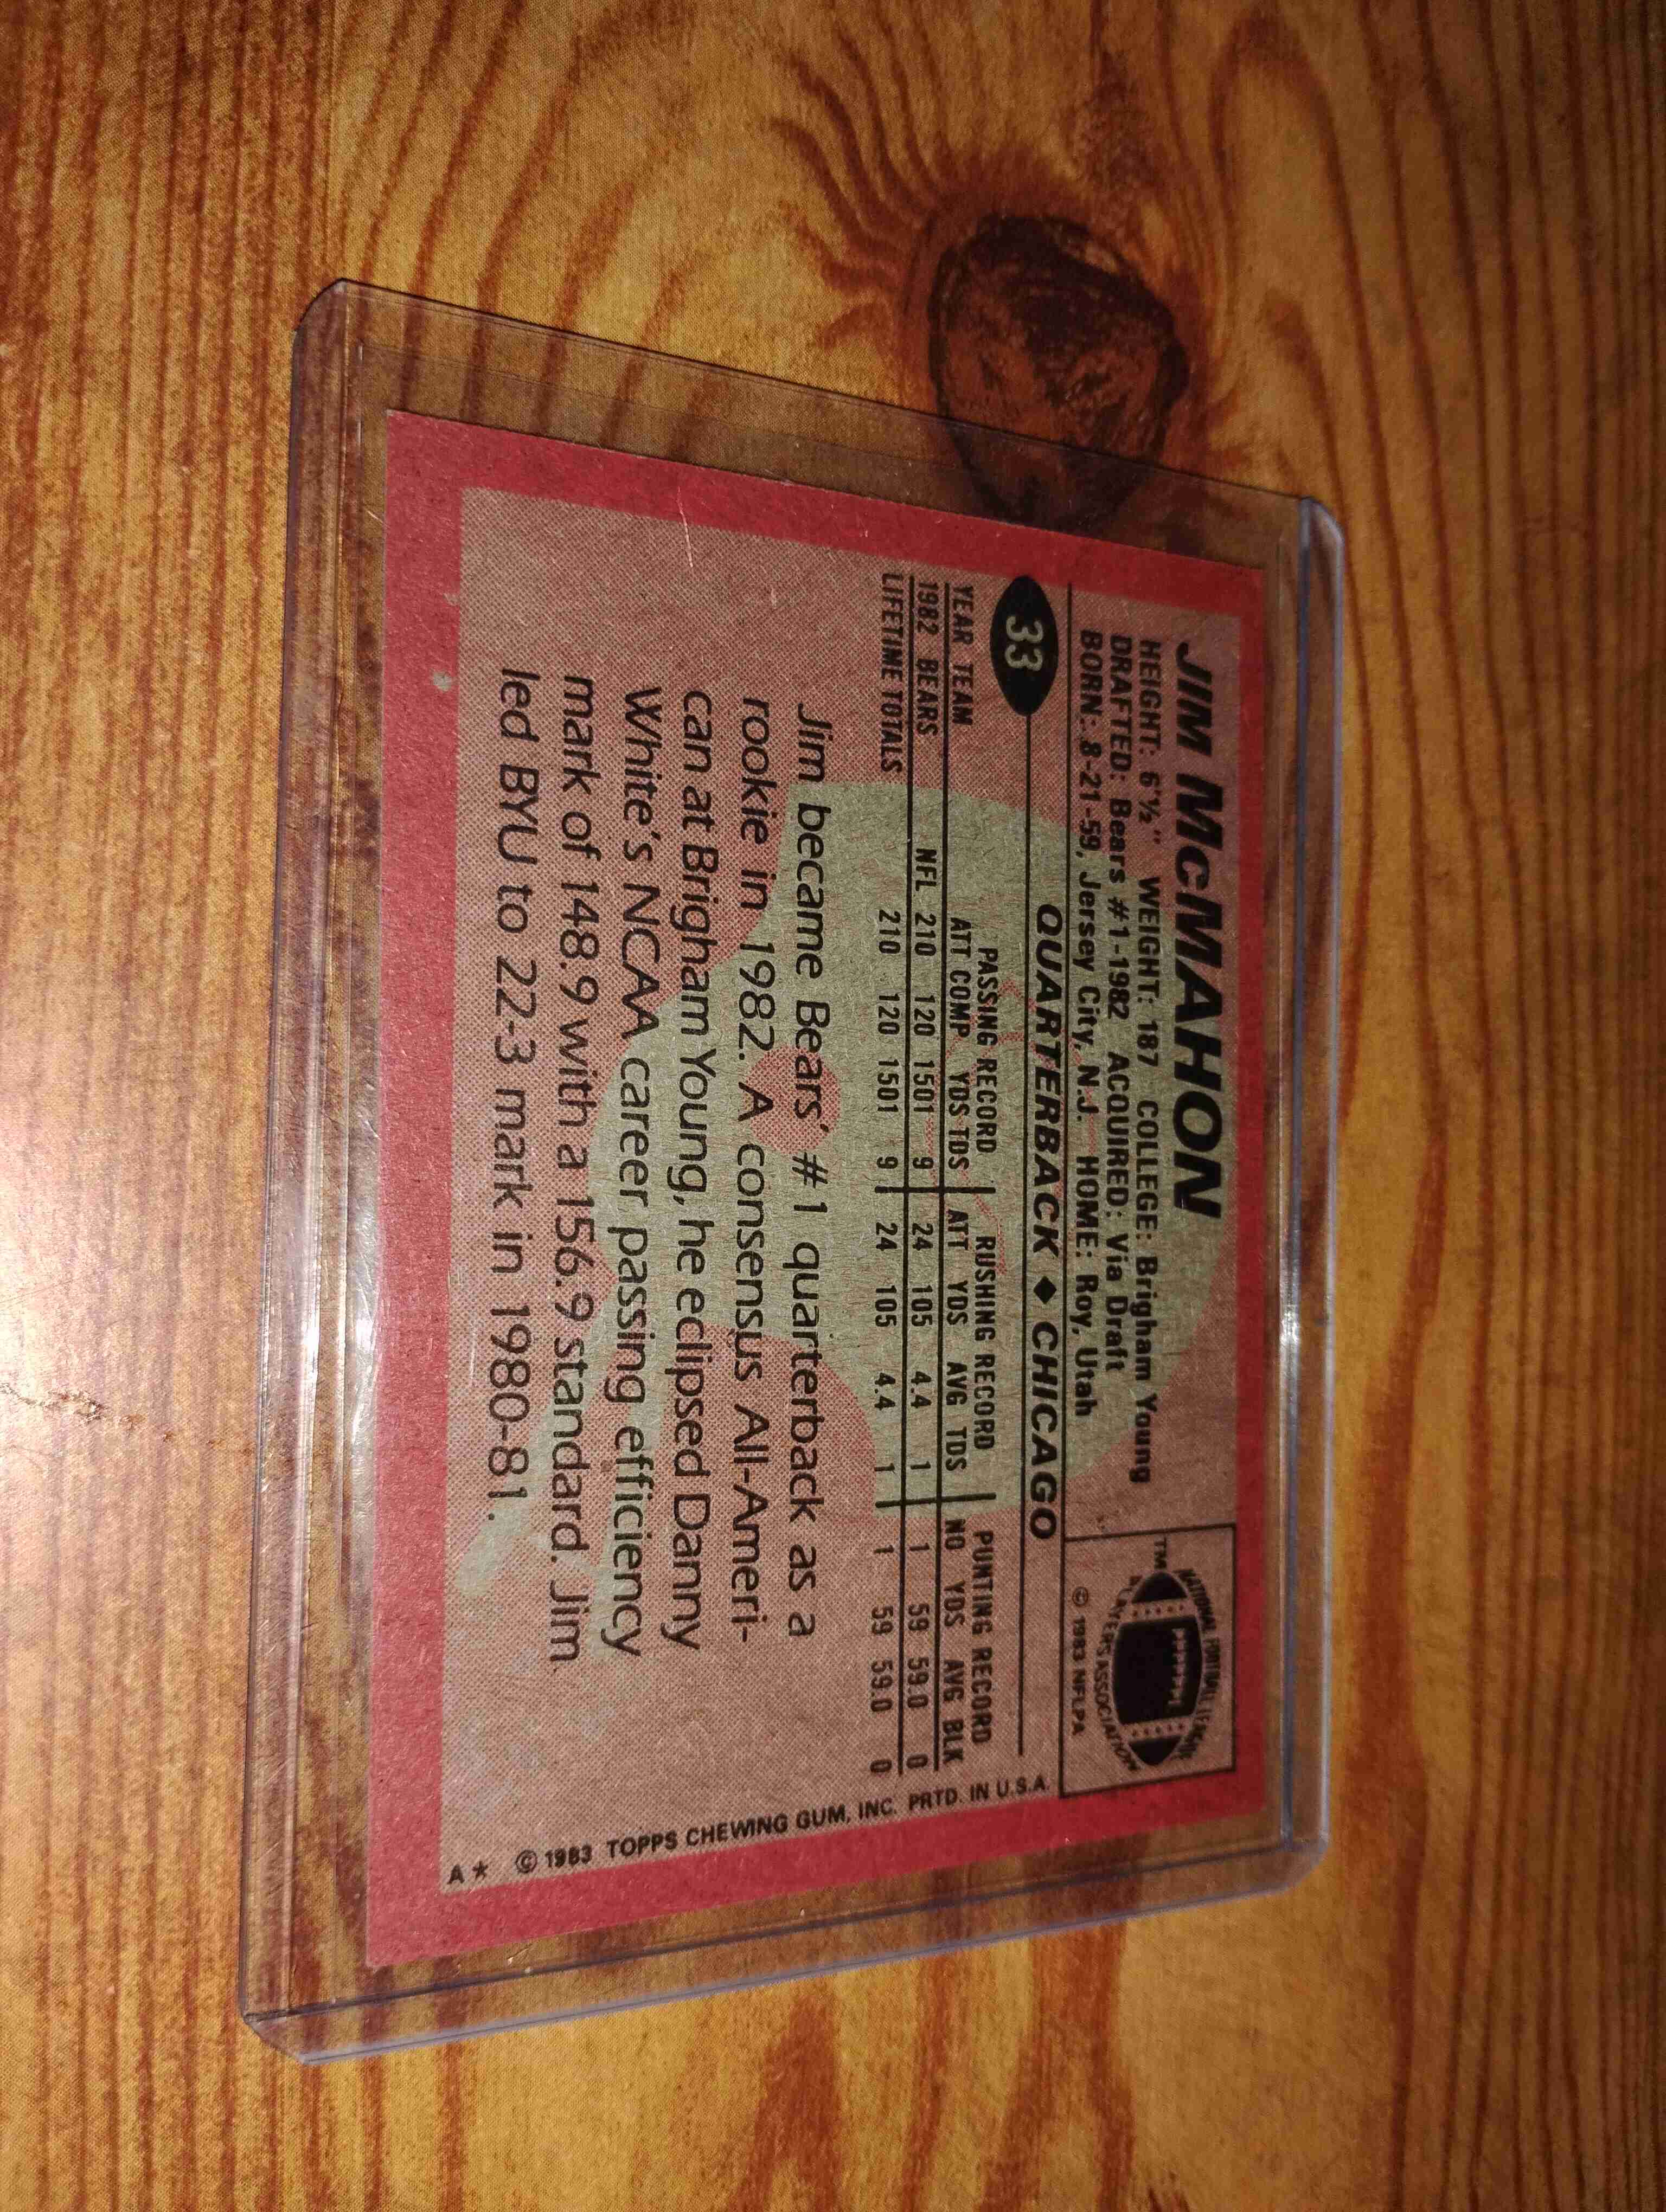 JIM McMAHON
HEIGHT: 6'½" WEIGHT: 187 COLLEGE: Brigham Young
DRAFTED: Bears #1-1982 ACQUIRED: Via Draft
BORN: 8-21-59, Jersey City, N.J. HOME: Roy, Utah
NATIONAL FOOTBALL LEAGUE
PLAYERS ASSOCIATION
TM
© 1983 NFLPA
33
QUARTERBACK ♦ CHICAGO
PASSING RECORD RUSHING RECORD PUNTING RECORD
YEAR TEAM ATT COMP YDS TDS ATT YDS AVG TDS NO YDS AVG BLK
1982 BEARS NFL 210 120 1501 9 24 105 4.4 1 1 59 59.0 0
LIFETIME TOTALS 210 120 1501 9 24 105 4.4 1 1 59 59.0 0
Jim became Bears' #1 quarterback as a
rookie in 1982. A consensus All-Ameri-
can at Brigham Young, he eclipsed Danny
White's NCAA career passing efficiency
mark of 148.9 with a 156.9 standard. Jim
led BYU to 22-3 mark in 1980-81.
© 1983 TOPPS CHEWING GUM, INC. PRTD. IN U.S.A.
A ★